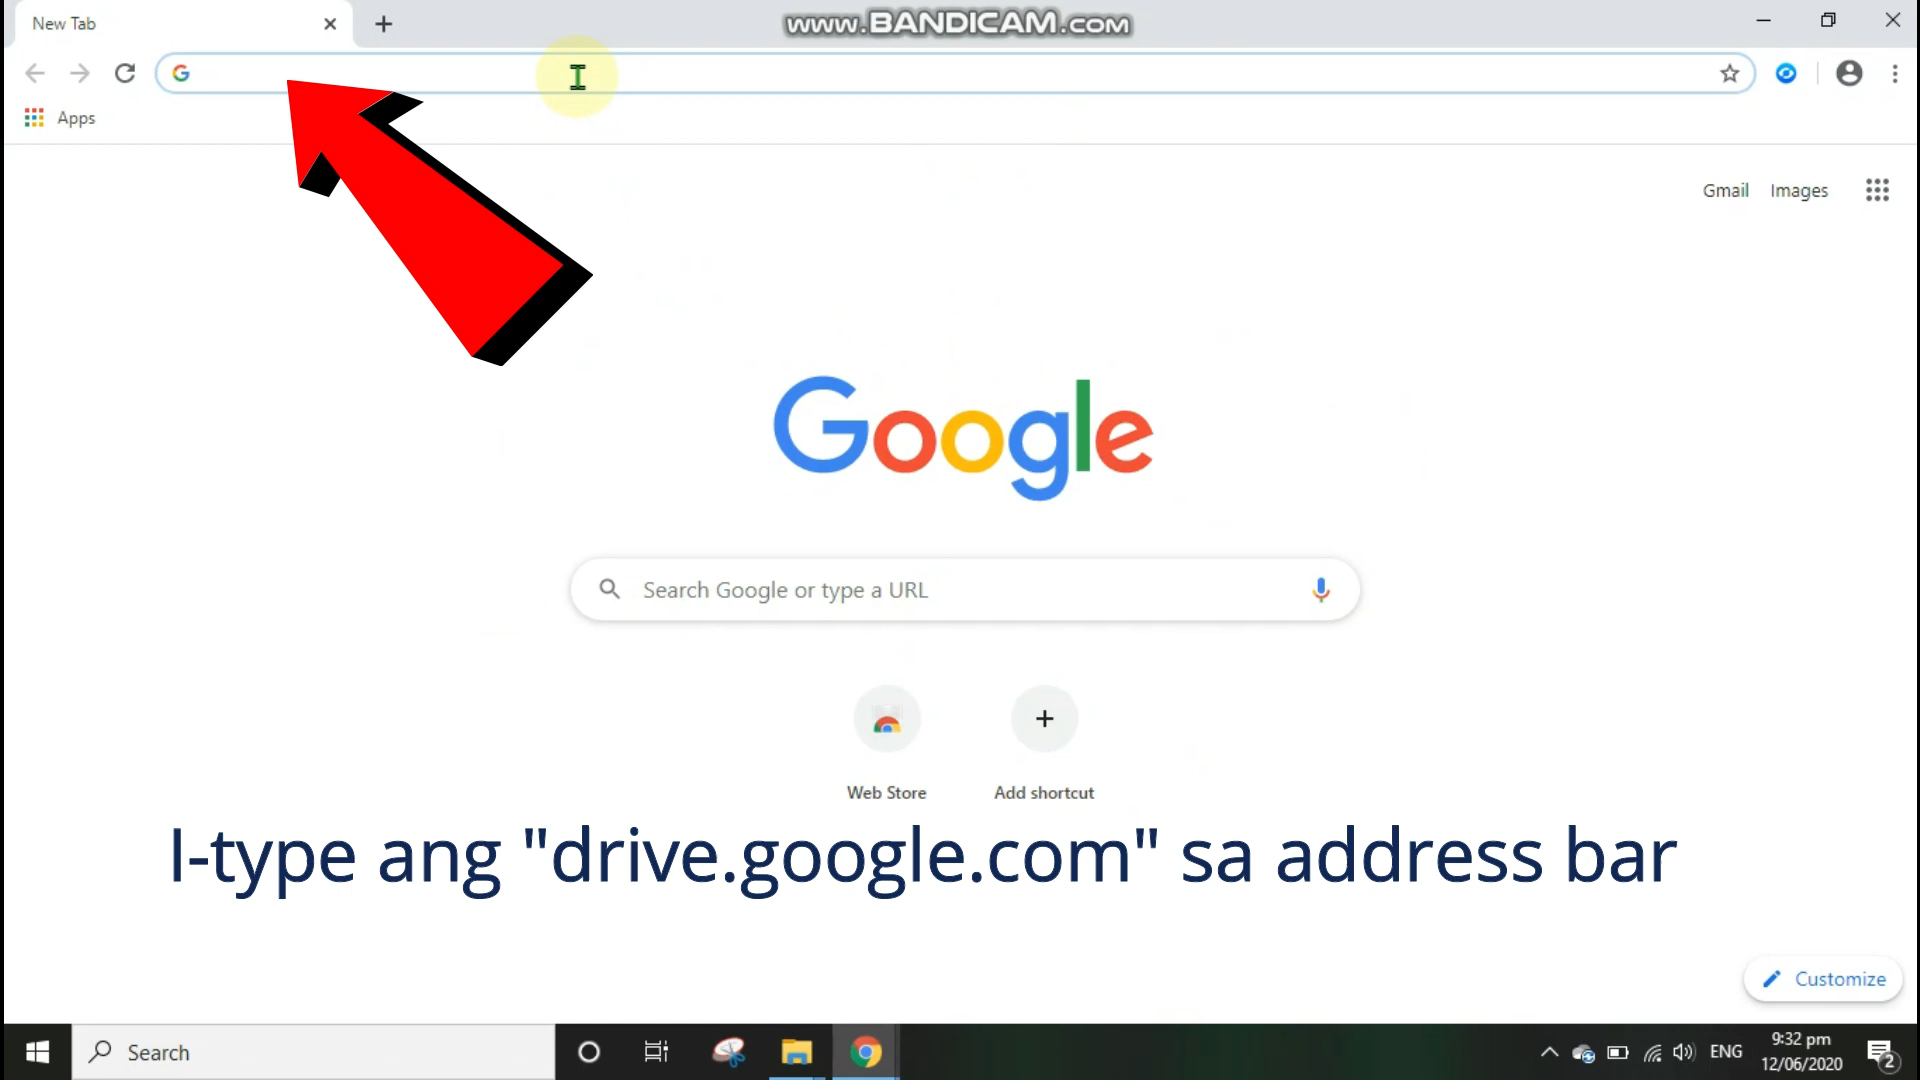 New Tab
www.BANDICAM.com
Apps
Gmail Images
Google
Search Google or type a URL
Web Store Add shortcut
I-type ang "drive.google.com" sa address bar
Customize
Search
ENG
9:32 pm
12/06/2020
2